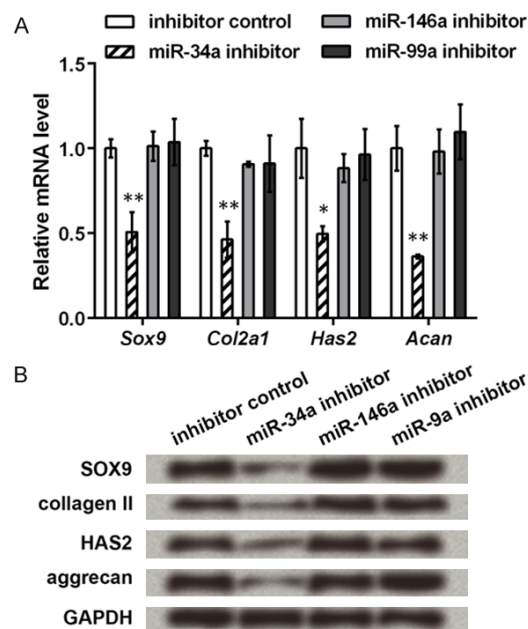 A
inhibitor control
miR-146a inhibitor
miR-34a inhibitor
miR-99a inhibitor
Relative mRNA level
1.5
1.0
0.5
0.0
**
**
*
**
Sox9 Col2a1 Has2 Acan
B
inhibitor control
miR-34a inhibitor
miR-146a inhibitor
miR-9a inhibitor
SOX9
collagen II
HAS2
aggrecan
GAPDH